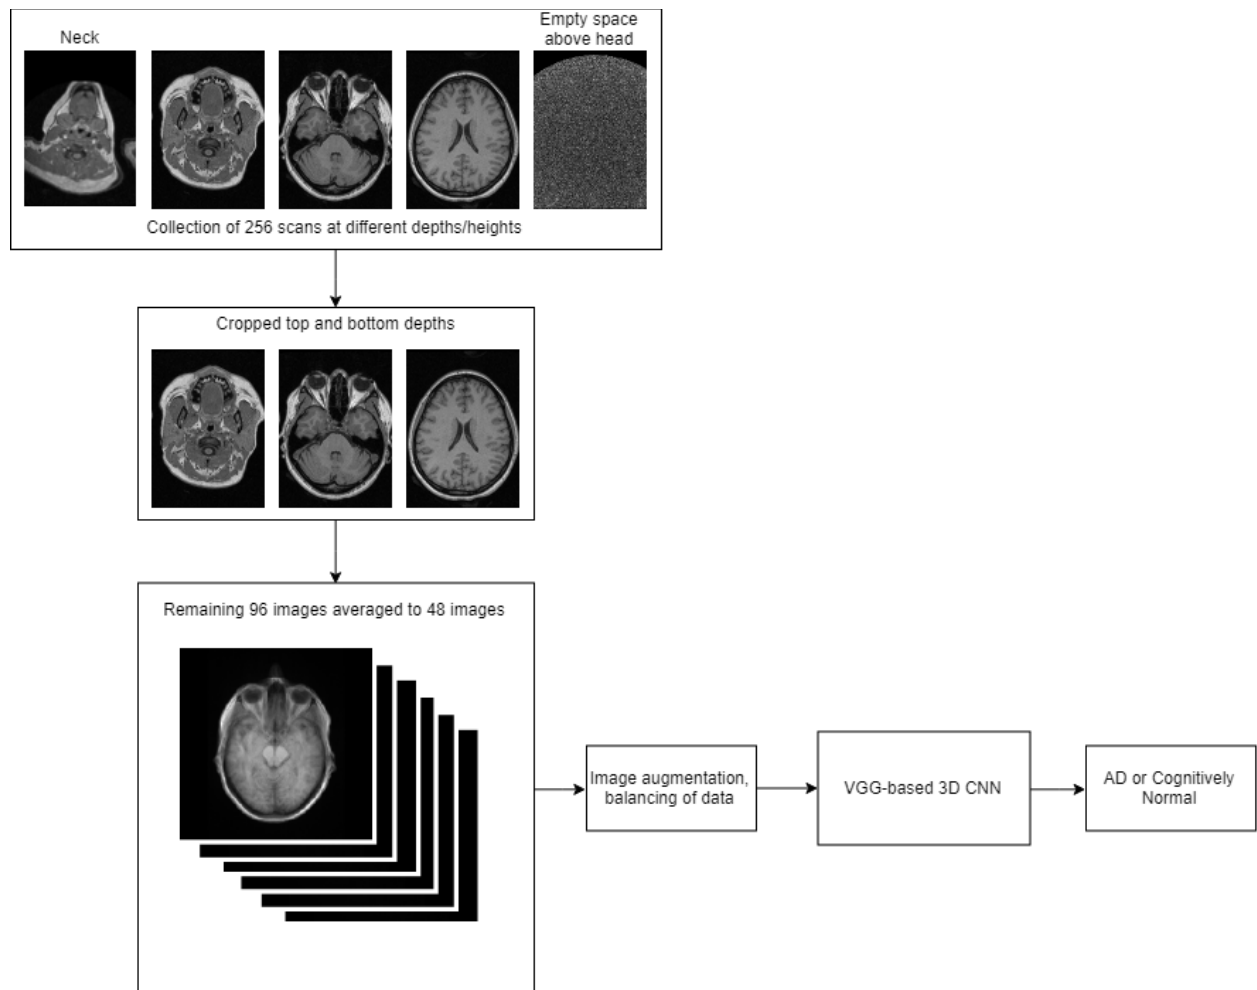 Neck
Empty space
above head
Collection of 256 scans at different depths/heights
Cropped top and bottom depths
Remaining 96 images averaged to 48 images
Image augmentation,
balancing of data
VGG-based 3D CNN
AD or Cognitively
Normal